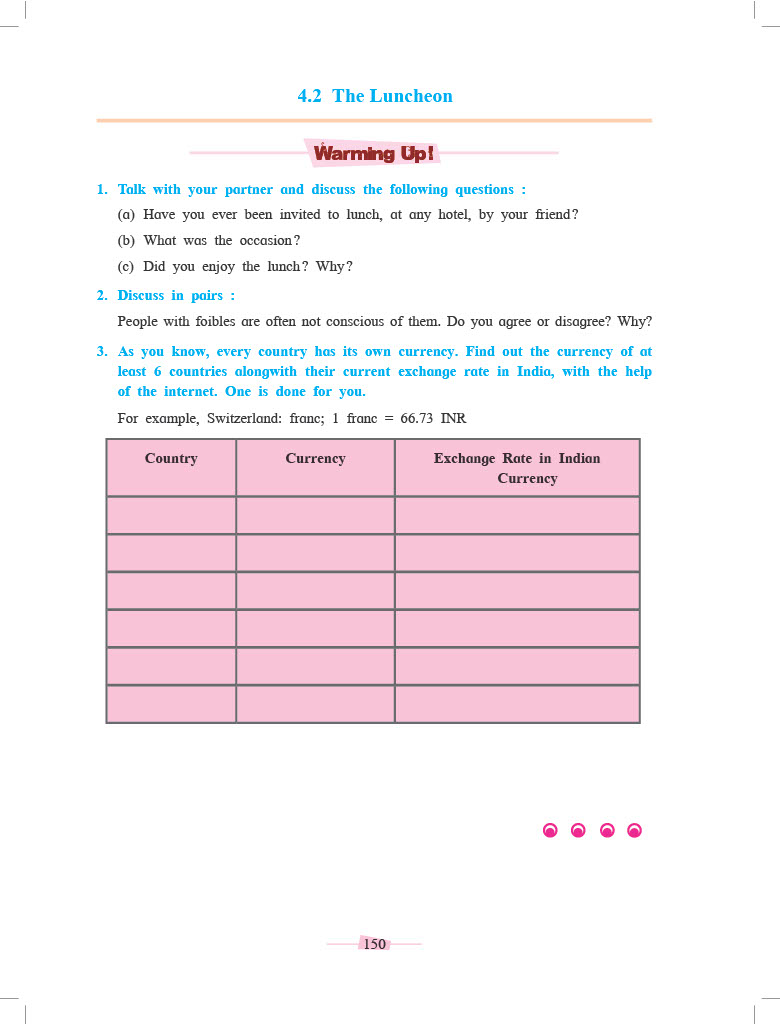 4.2 The Luncheon
Warming Up!
1. Talk with your partner and discuss the following questions :
(a) Have you ever been invited to lunch, at any hotel, by your friend?
(b) What was the occasion?
(c) Did you enjoy the lunch? Why?
2. Discuss in pairs :
People with foibles are often not conscious of them. Do you agree or disagree? Why?
3. As you know, every country has its own currency. Find out the currency of at
least 6 countries alongwith their current exchange rate in India, with the help
of the internet. One is done for you.
For example, Switzerland: franc; 1 franc = 66.73 INR
Country Currency Exchange Rate in Indian
Currency
150